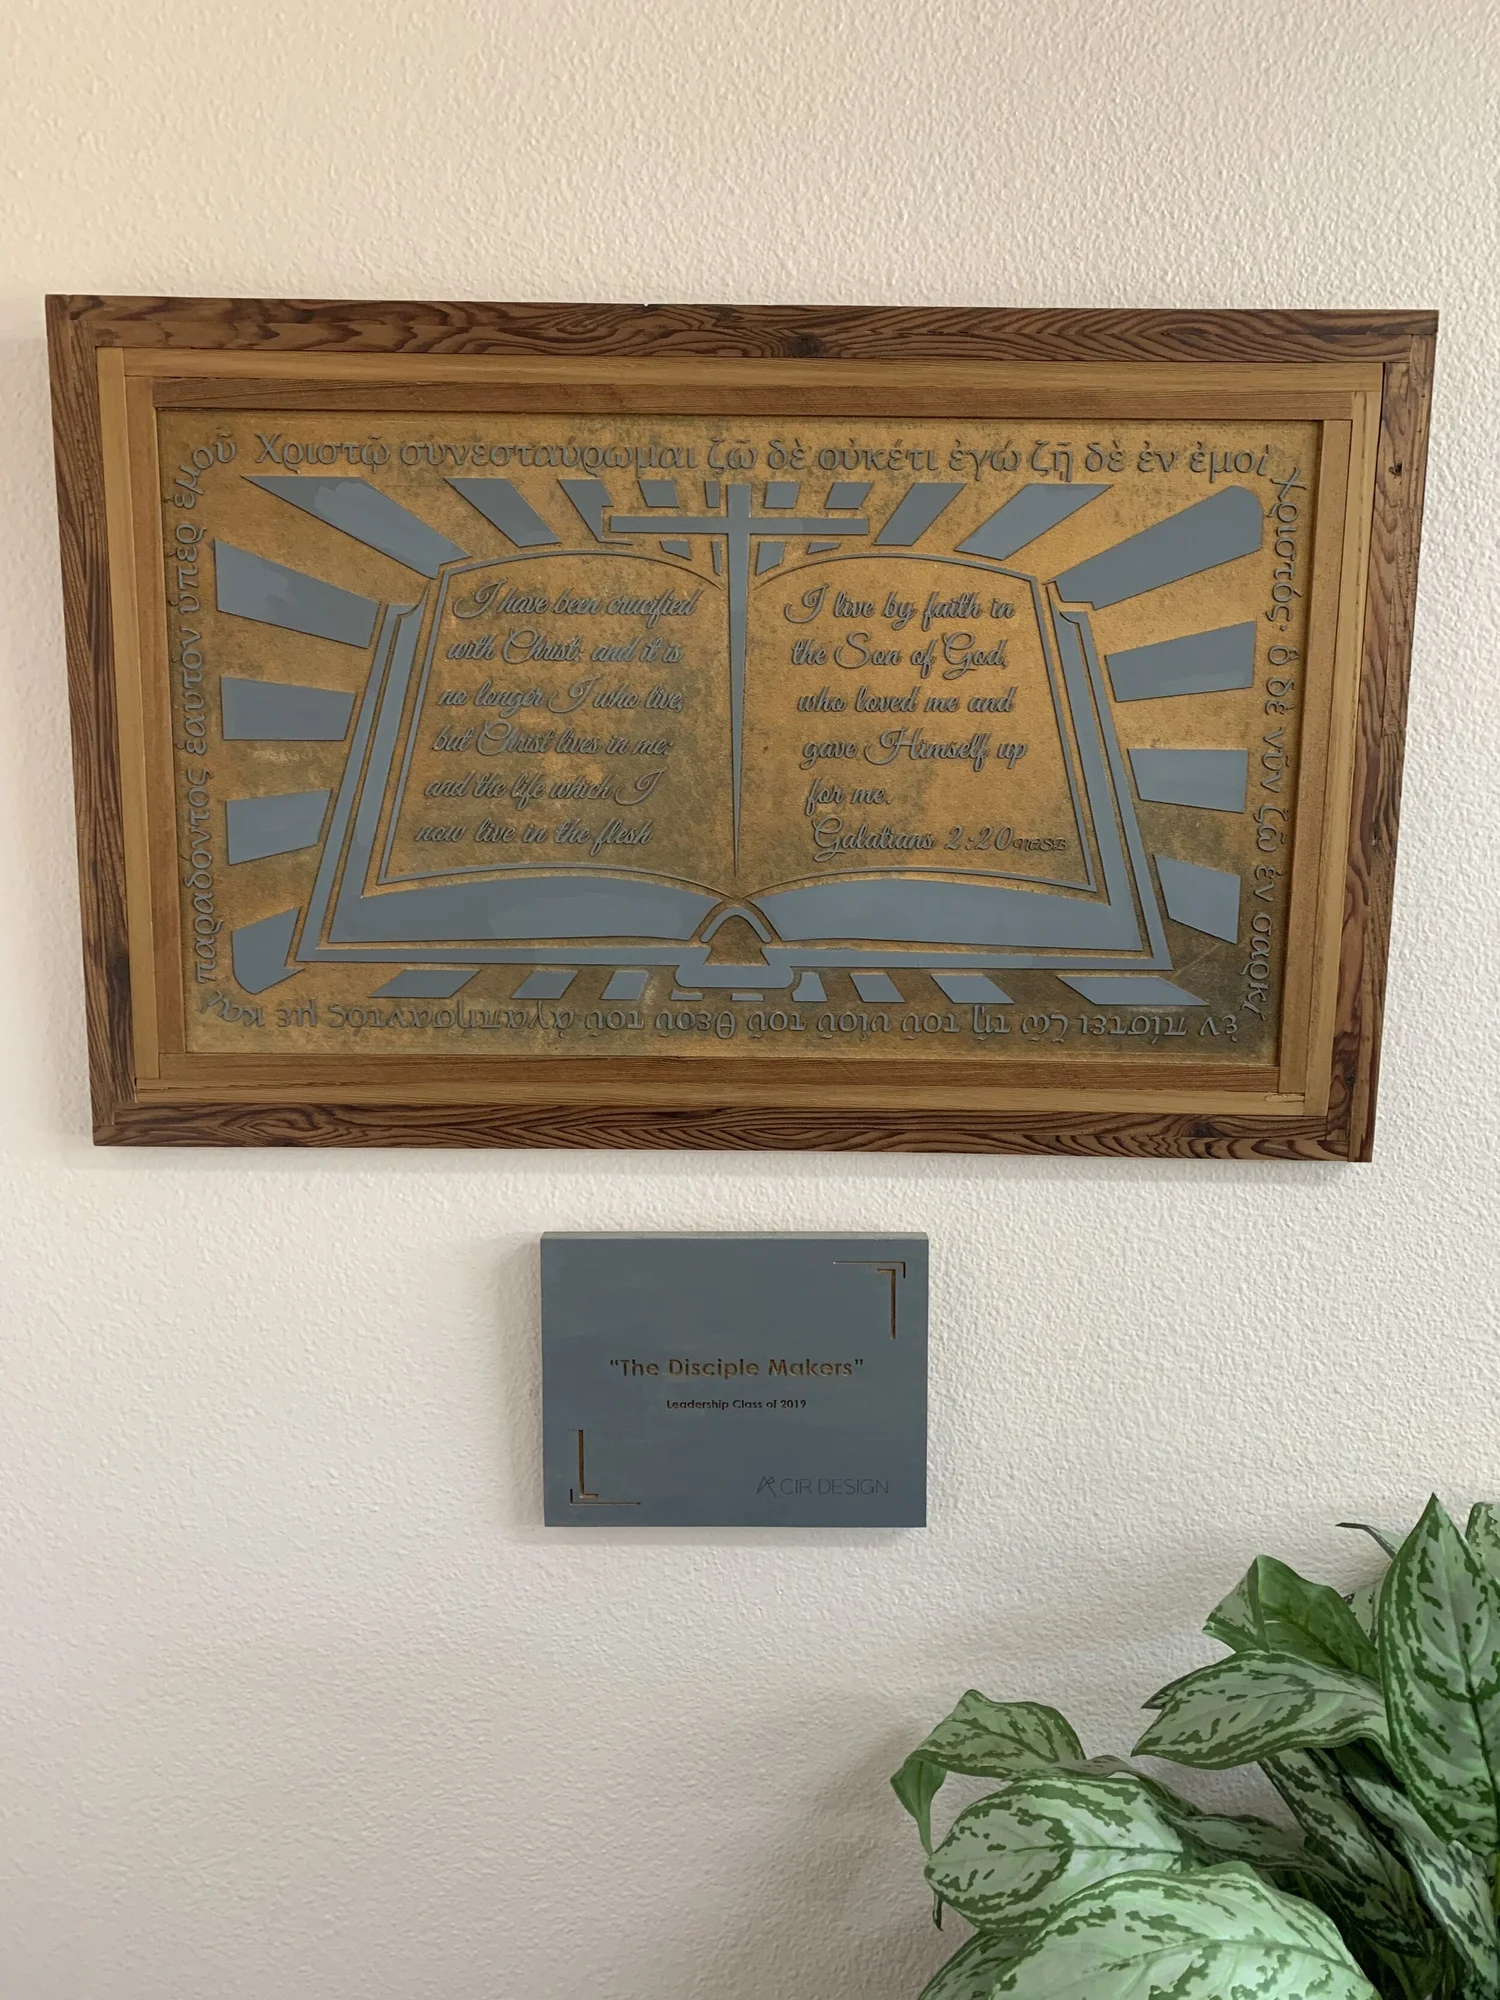 Χριστῷ συνεσταύρωμαι ζῶ δὲ οὐκέτι ἐγώ ζῇ δὲ ἐν ἐμοί
Χριστός· ὃ δὲ νῦν ζῶ ἐν σαρκί
ἐν πίστει ζῶ τῇ τοῦ υἱοῦ τοῦ θεοῦ τοῦ ἀγαπήσαντός με καὶ
παραδόντος ἑαυτὸν ὑπὲρ ἐμοῦ
I have been crucified
with Christ; and it is
no longer I who live,
but Christ lives in me;
and the life which I
now live in the flesh
I live by faith in
the Son of God,
who loved me and
gave Himself up
for me.
Galatians 2:20 NASB
“The Disciple Makers”
Leadership Class of 2019
CIR DESIGN